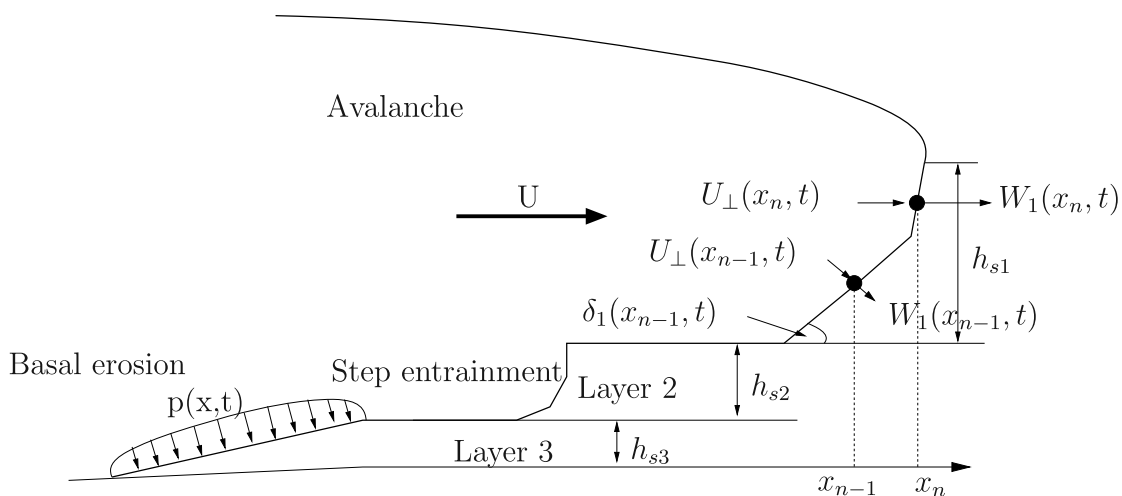 Avalanche
U
U⊥(xn, t)
W1(xn, t)
U⊥(xn−1, t)
hs1
δ1(xn−1, t)
W1(xn−1, t)
Basal erosion
Step entrainment
Layer 2
hs2
p(x,t)
Layer 3
hs3
xn−1
xn